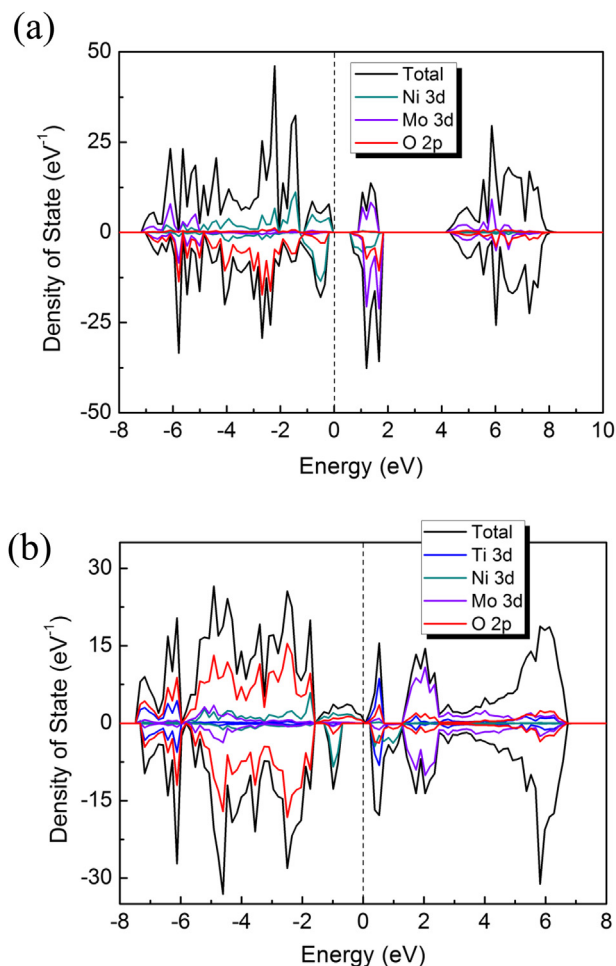 (a)
50
25
0
-25
-50
Density of State (eV⁻¹)
Total
Ni 3d
Mo 3d
O 2p
-8 -6 -4 -2 0 2 4 6 8 10
Energy (eV)
(b)
30
15
0
-15
-30
Density of State (eV⁻¹)
Total
Ti 3d
Ni 3d
Mo 3d
O 2p
-8 -6 -4 -2 0 2 4 6 8
Energy (eV)